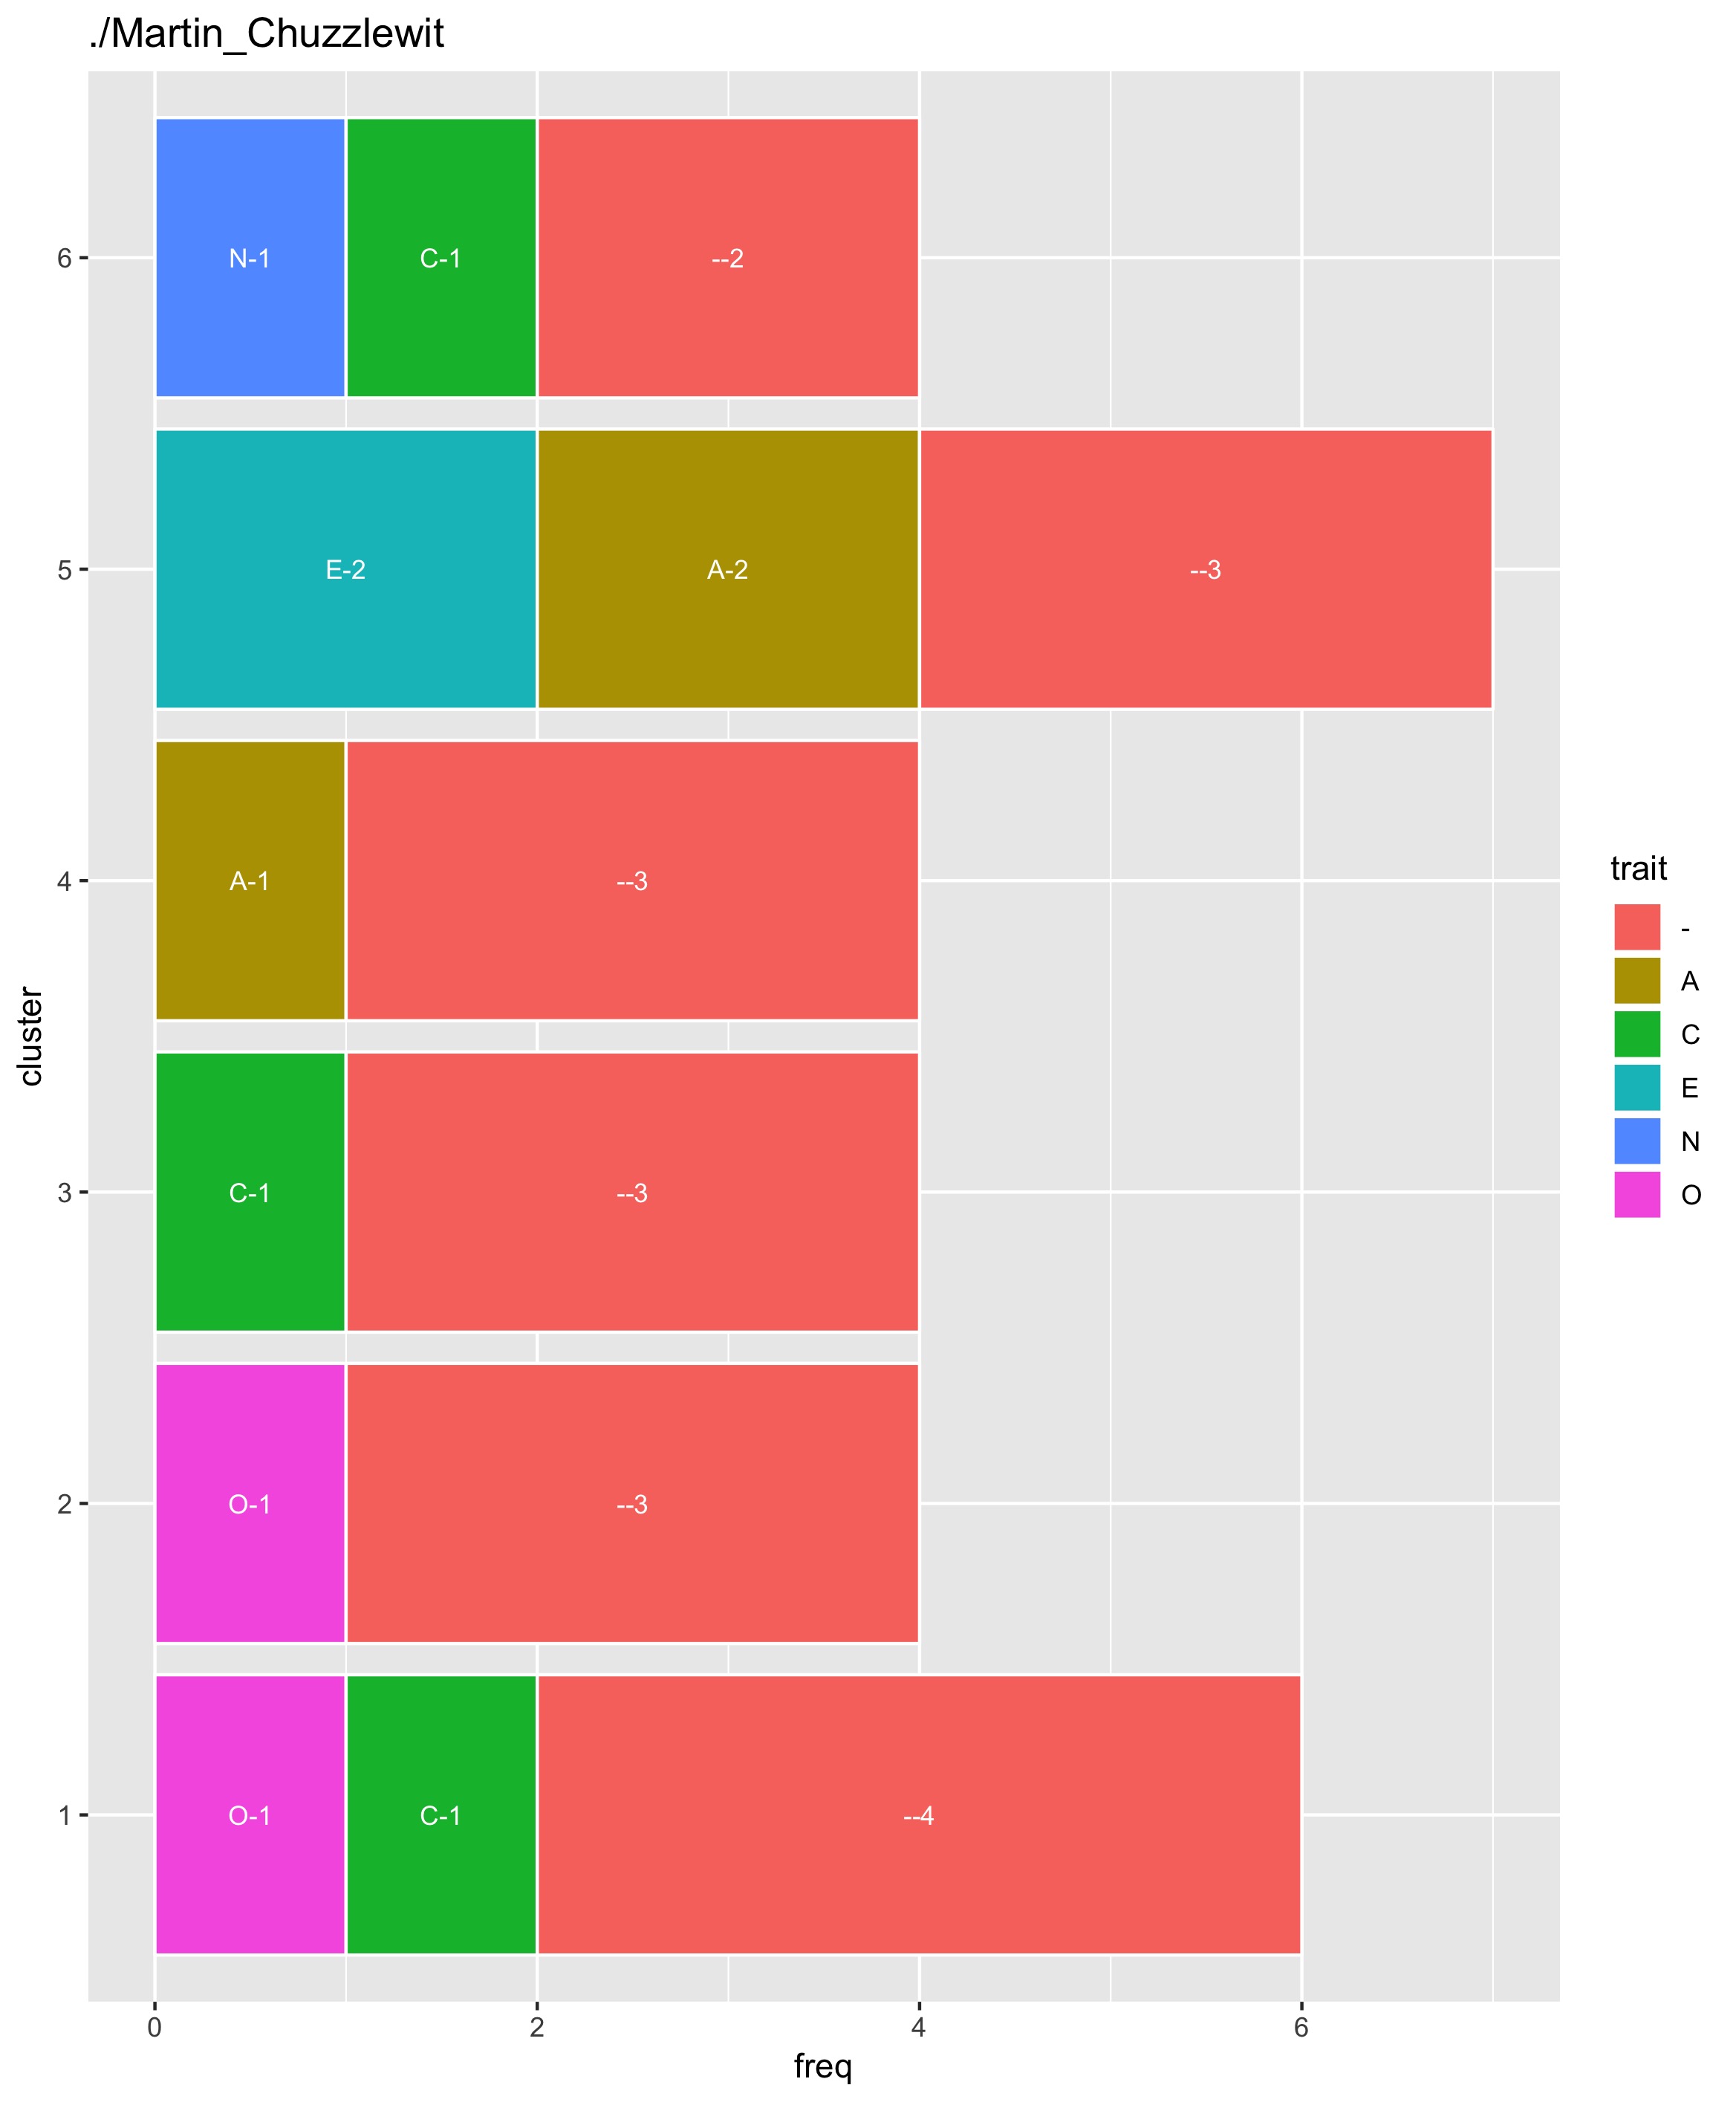 ./Martin_Chuzzlewit
6
N-1 C-1 --2
5
E-2 A-2 --3
4
A-1 --3
3
C-1 --3
2
O-1 --3
1
O-1 C-1 --4
cluster
0 2 4 6
freq
trait
-
A
C
E
N
O